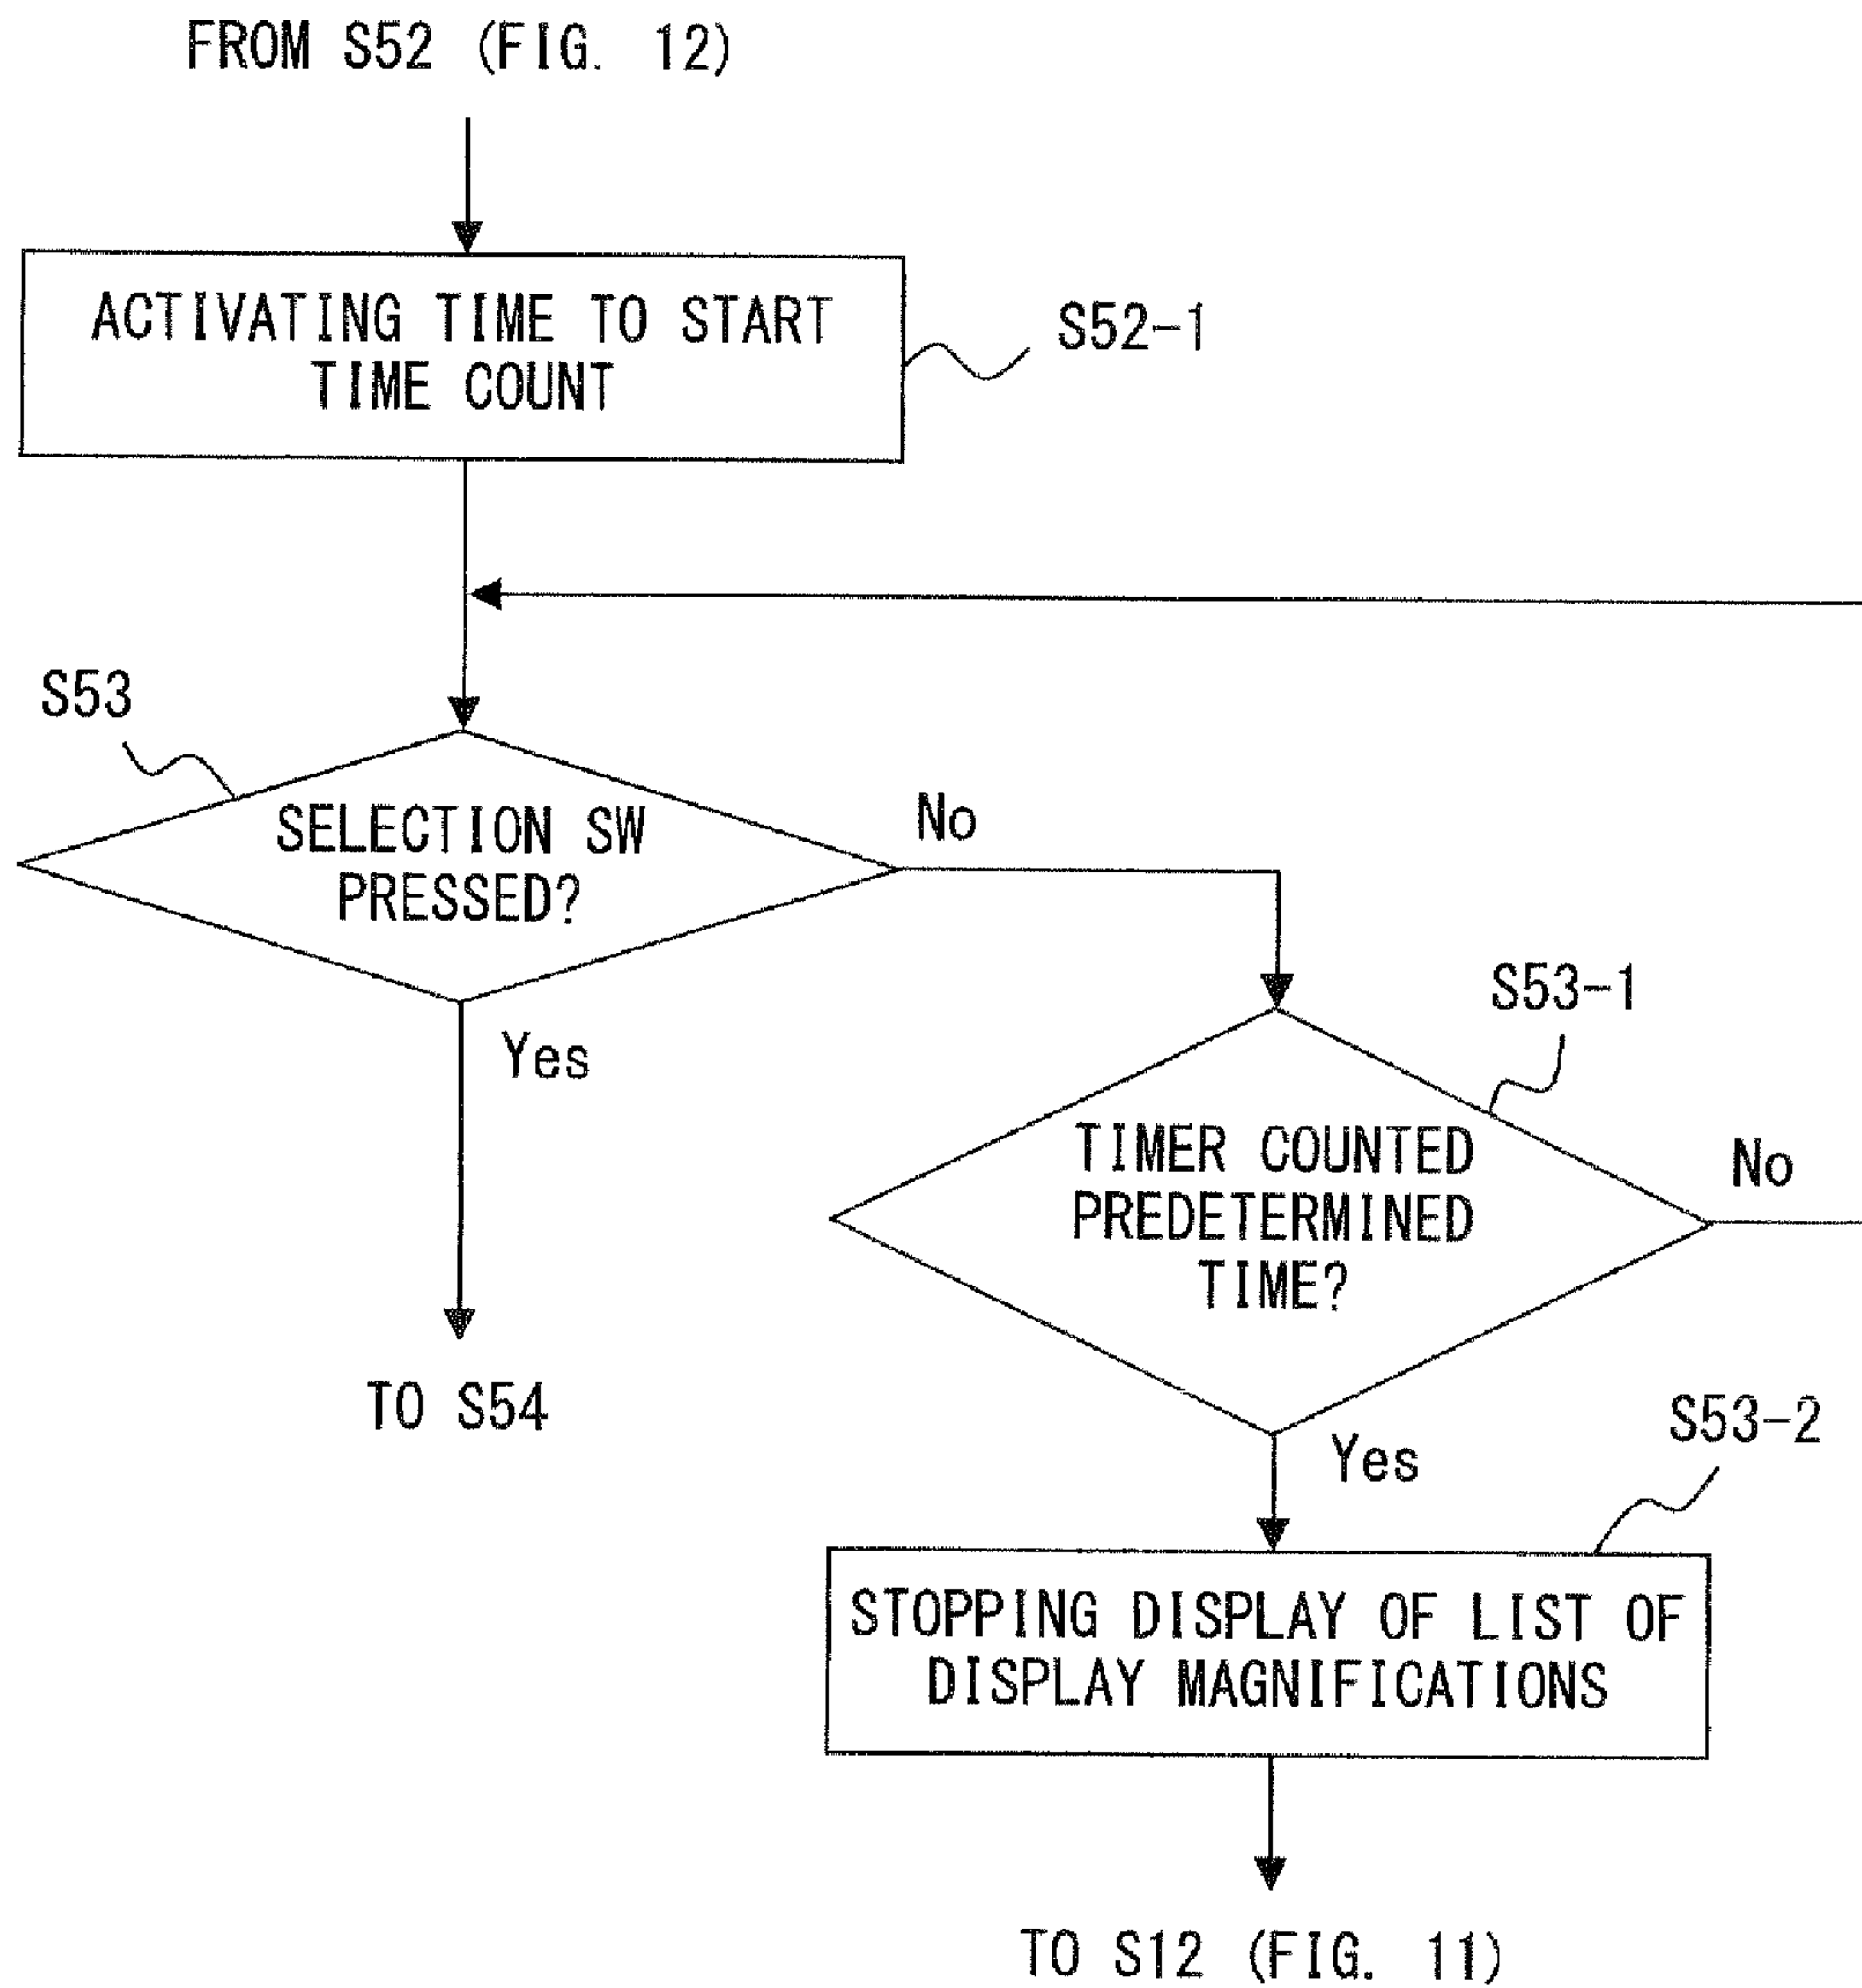 FROM S52 (FIG. 12)
ACTIVATING TIME TO START
TIME COUNT
S52-1
S53
SELECTION SW
PRESSED?
No
Yes
S53-1
TIMER COUNTED
PREDETERMINED
TIME?
No
TO S54
Yes
S53-2
STOPPING DISPLAY OF LIST OF
DISPLAY MAGNIFICATIONS
TO S12 (FIG. 11)